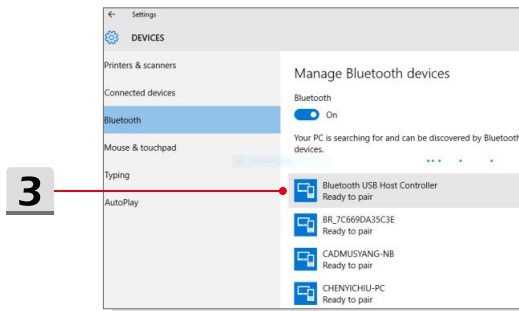 ← Settings
DEVICES
Printers & scanners
Connected devices
Bluetooth
Mouse & touchpad
Typing
AutoPlay
Manage Bluetooth devices
Bluetooth
On
Your PC is searching for and can be discovered by Bluetooth
devices.
Bluetooth USB Host Controller
Ready to pair
BR_7C669DA35C3E
Ready to pair
CADMUSYANG-NB
Ready to pair
CHENYICHIU-PC
Ready to pair
3